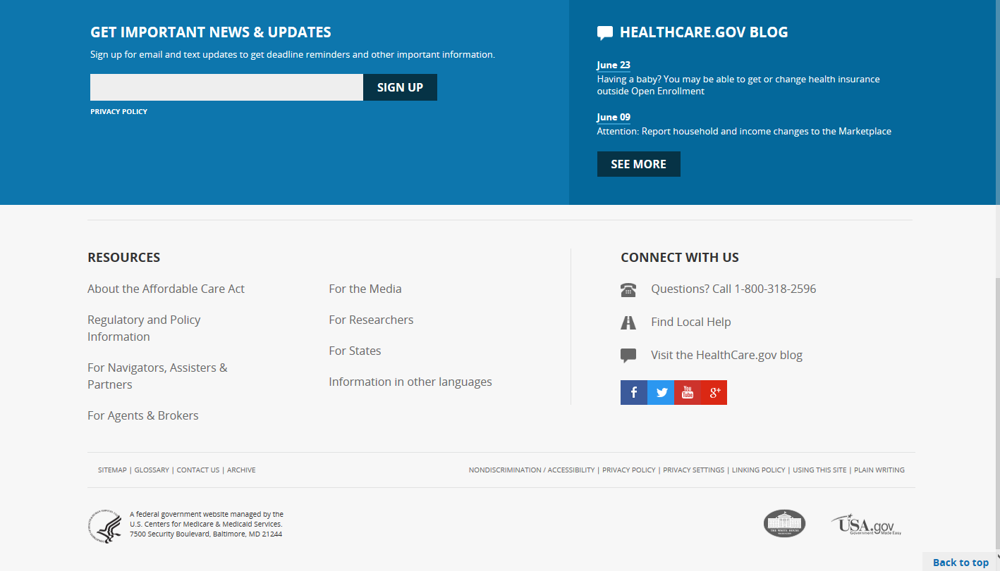 GET IMPORTANT NEWS & UPDATES
Sign up for email and text updates to get deadline reminders and other important information.
SIGN UP
PRIVACY POLICY
HEALTHCARE.GOV BLOG
June 23
Having a baby? You may be able to get or change health insurance
outside Open Enrollment
June 09
Attention: Report household and income changes to the Marketplace
SEE MORE
RESOURCES
About the Affordable Care Act
Regulatory and Policy
Information
For Navigators, Assisters &
Partners
For Agents & Brokers
For the Media
For Researchers
For States
Information in other languages
CONNECT WITH US
Questions? Call 1-800-318-2596
Find Local Help
Visit the HealthCare.gov blog
f
You
Tube
g+
SITEMAP | GLOSSARY | CONTACT US | ARCHIVE
NONDISCRIMINATION / ACCESSIBILITY | PRIVACY POLICY | PRIVACY SETTINGS | LINKING POLICY | USING THIS SITE | PLAIN WRITING
A federal government website managed by the
U.S. Centers for Medicare & Medicaid Services.
7500 Security Boulevard, Baltimore, MD 21244
THE WHITE HOUSE
USA.gov
Government Made Easy
Back to top